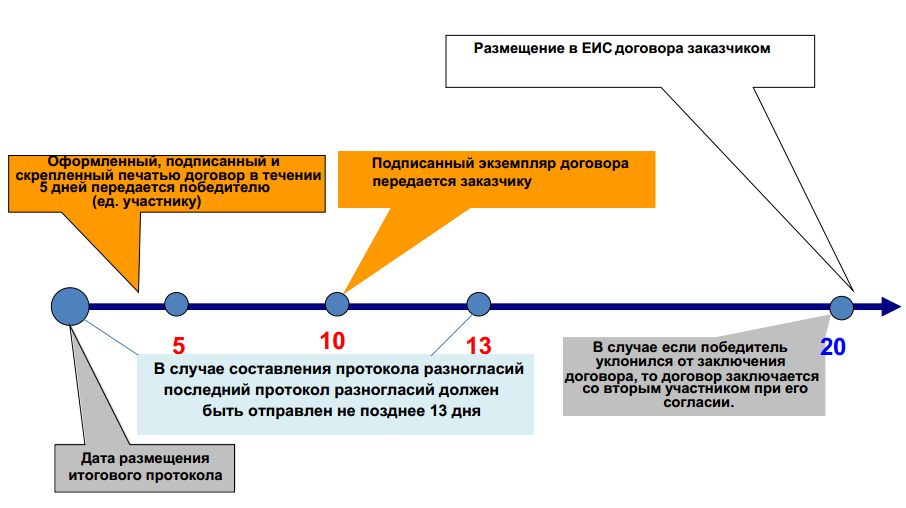 Размещение в ЕИС договора заказчиком
Оформленный, подписанный и
скрепленный печатью договор в течении
5 дней передается победителю
(ед. участнику)
Подписанный экземпляр договора
передается заказчику
5
10
13
20
В случае составления протокола разногласий
последний протокол разногласий должен
быть отправлен не позднее 13 дня
В случае если победитель
уклонился от заключения
договора, то договор заключается
со вторым участником при его
согласии.
Дата размещения
итогового протокола